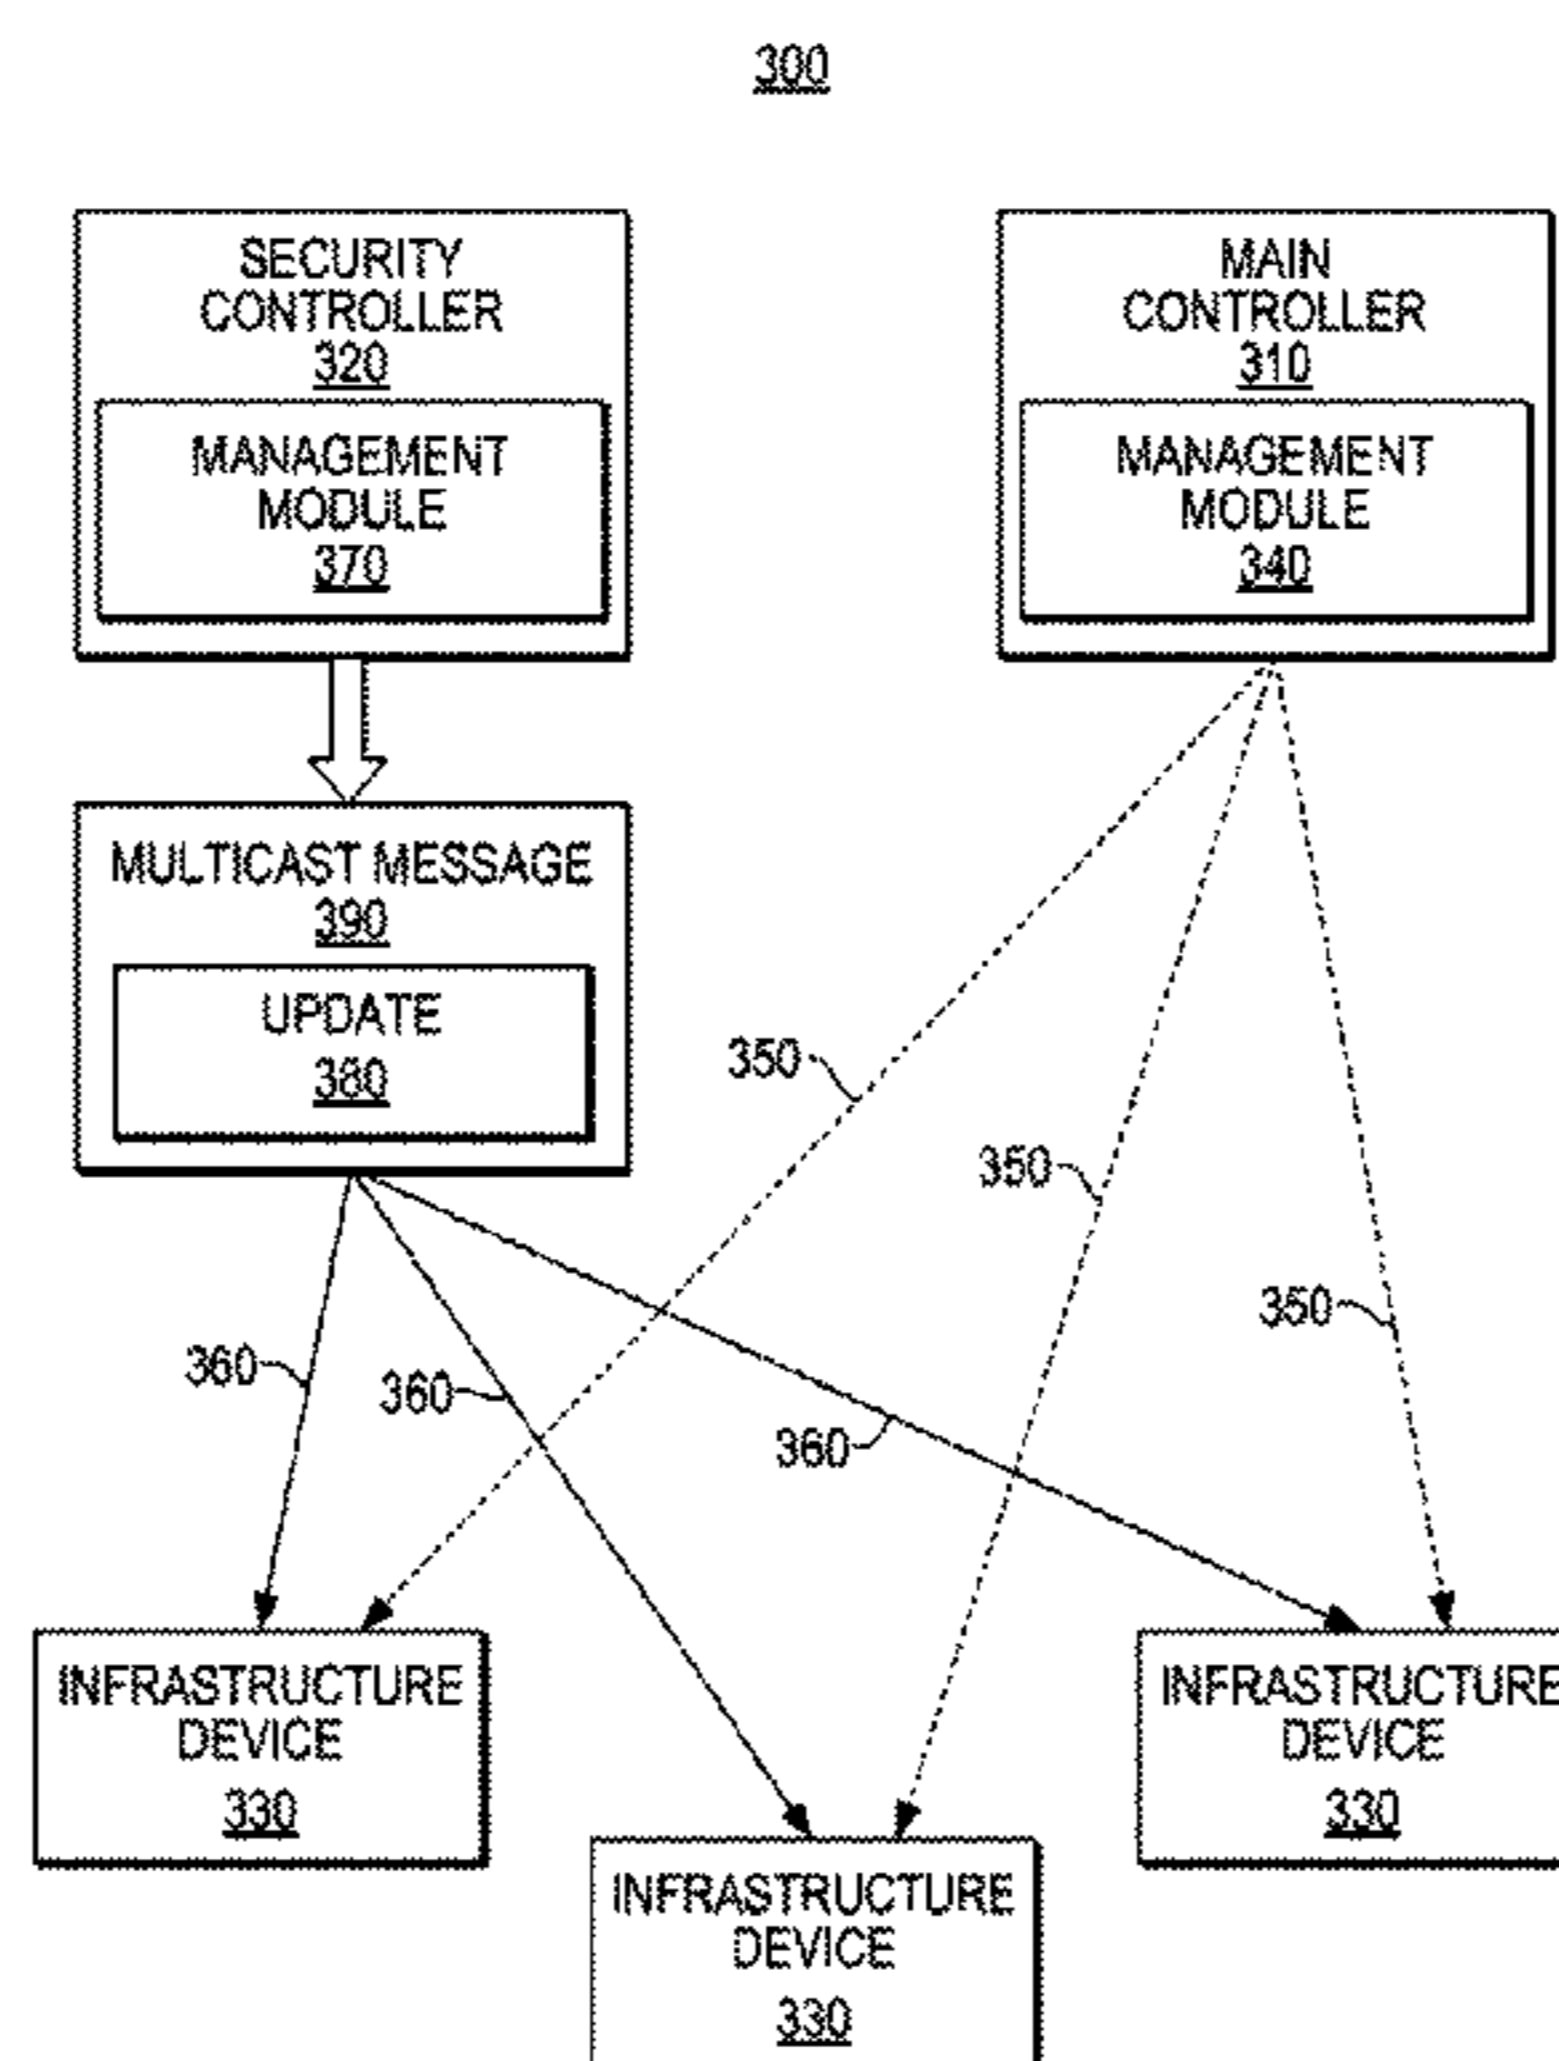 300
SECURITY
CONTROLLER
320
MANAGEMENT
MODULE
370
MAIN
CONTROLLER
310
MANAGEMENT
MODULE
340
MULTICAST MESSAGE
390
UPDATE
380
350
350
350
360
360
360
INFRASTRUCTURE
DEVICE
330
INFRASTRUCTURE
DEVICE
330
INFRASTRUCTURE
DEVICE
330